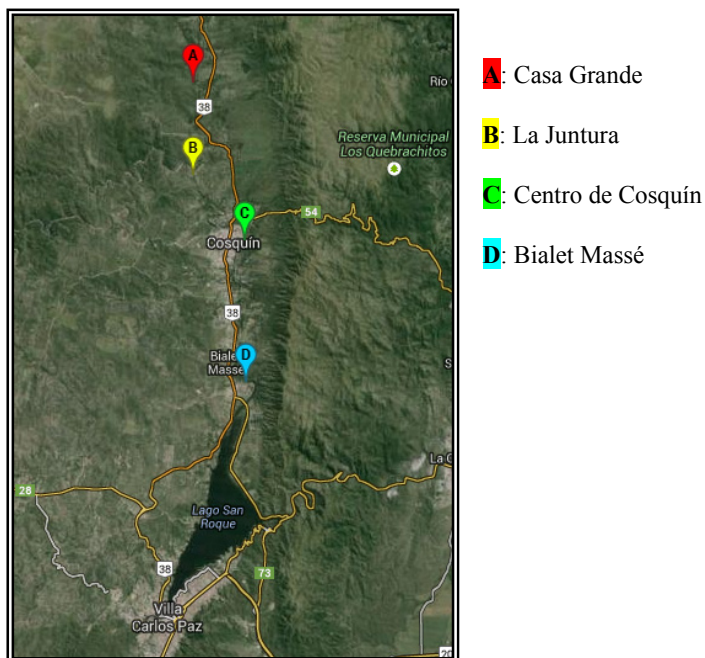 A
38
B
Río
Reserva Municipal
Los Quebrachitos
C
54
Cosquín
38
D
Bialet
Massé
S
La C
28
Lago San
Roque
38
73
Villa
Carlos Paz
20
A: Casa Grande
B: La Juntura
C: Centro de Cosquín
D: Bialet Massé